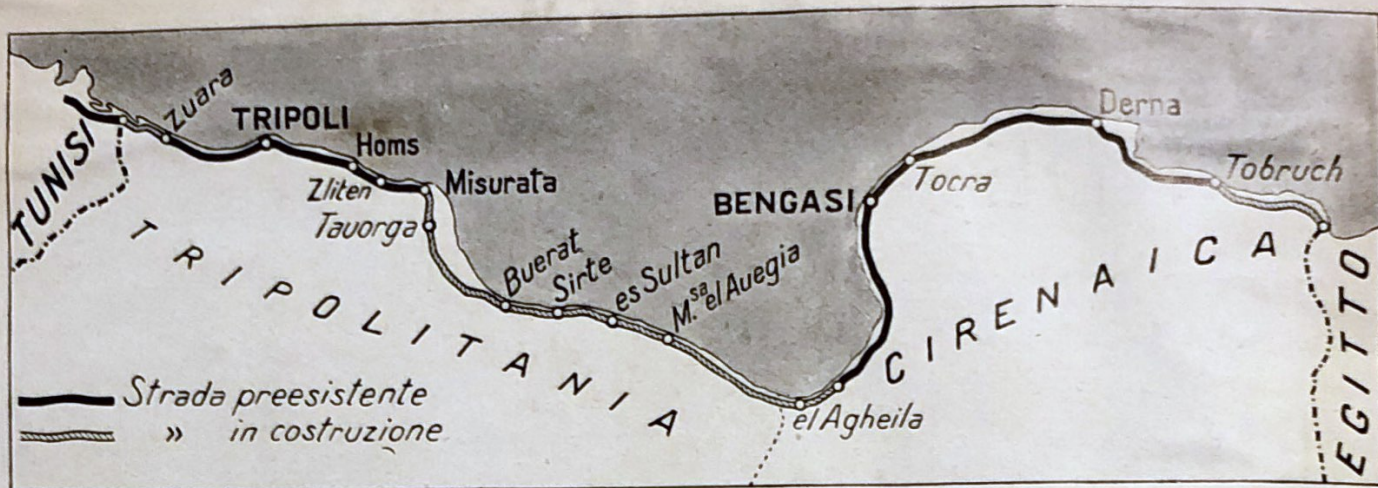 TUNISI
Zuara
TRIPOLI
Homs
Zliten
Misurata
Tauorga
Buerat
Sirte
es Sultan
M.sa el Auegia
el Agheila
BENGASI
Tocra
Derna
Tobruch
TRIPOLITANIA
CIRENAICA
EGITTO
Strada preesistente
» in costruzione